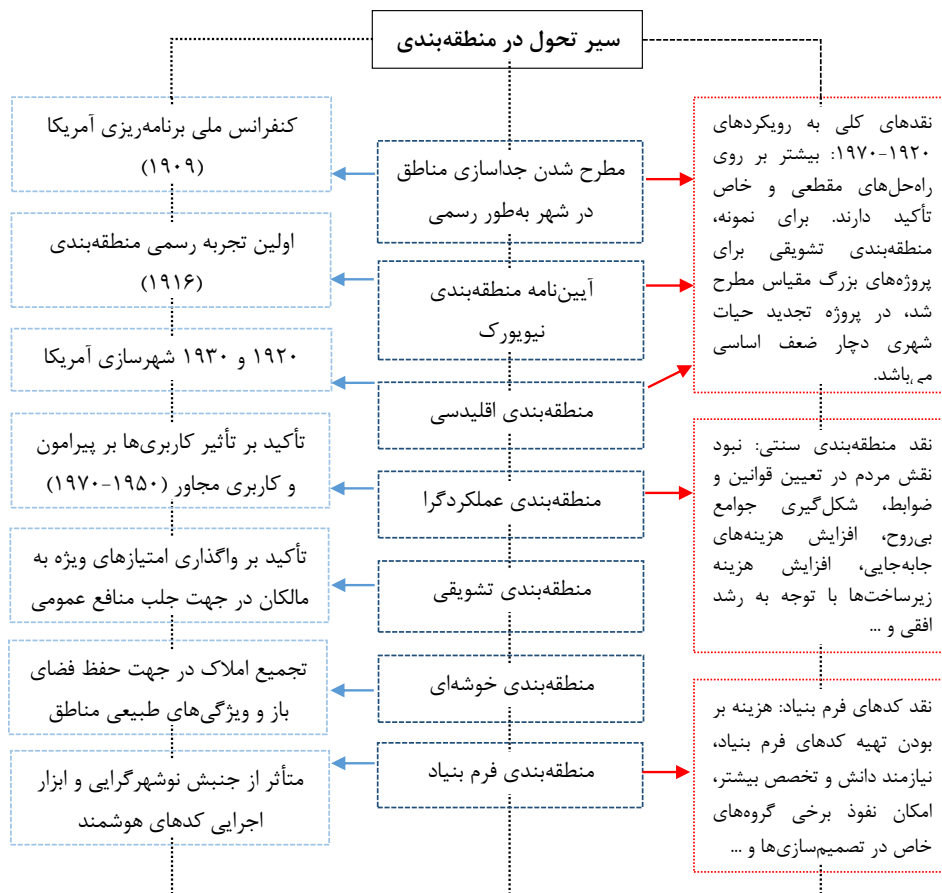 سیر تحول در منطقه‌بندی
نقدهای کلی به رویکردهای
۱۹۲۰-۱۹۷۰: بیشتر بر روی
راه‌حل‌های مقطعی و خاص
تأکید دارند. برای نمونه،
منطقه‌بندی تشویقی برای
پروژه‌های بزرگ مقیاس مطرح
شد، در پروژه تجدید حیات
شهری دچار ضعف اساسی
می‌باشد.
نقد منطقه‌بندی سنتی: نبود
نقش مردم در تعیین قوانین و
ضوابط، شکل‌گیری جوامع
بی‌روح، افزایش هزینه‌های
جابه‌جایی، افزایش هزینه
زیرساخت‌ها با توجه به رشد
افقی و ...
نقد کدهای فرم بنیاد: هزینه بر
بودن تهیه کدهای فرم بنیاد،
نیازمند دانش و تخصص بیشتر،
امکان نفوذ برخی گروه‌های
خاص در تصمیم‌سازی‌ها و ...
مطرح شدن جداسازی مناطق
در شهر به‌طور رسمی
آیین‌نامه منطقه‌بندی
نیویورک
منطقه‌بندی اقلیدسی
منطقه‌بندی عملکردگرا
منطقه‌بندی تشویقی
منطقه‌بندی خوشه‌ای
منطقه‌بندی فرم بنیاد
کنفرانس ملی برنامه‌ریزی آمریکا
(۱۹۰۹)
اولین تجربه رسمی منطقه‌بندی
(۱۹۱۶)
۱۹۲۰ و ۱۹۳۰ شهرسازی آمریکا
تأکید بر تأثیر کاربری‌ها بر پیرامون
و کاربری مجاور (۱۹۵۰-۱۹۷۰)
تأکید بر واگذاری امتیازهای ویژه به
مالکان در جهت جلب منافع عمومی
تجمیع املاک در جهت حفظ فضای
باز و ویژگی‌های طبیعی مناطق
متأثر از جنبش نوشهرگرایی و ابزار
اجرایی کدهای هوشمند